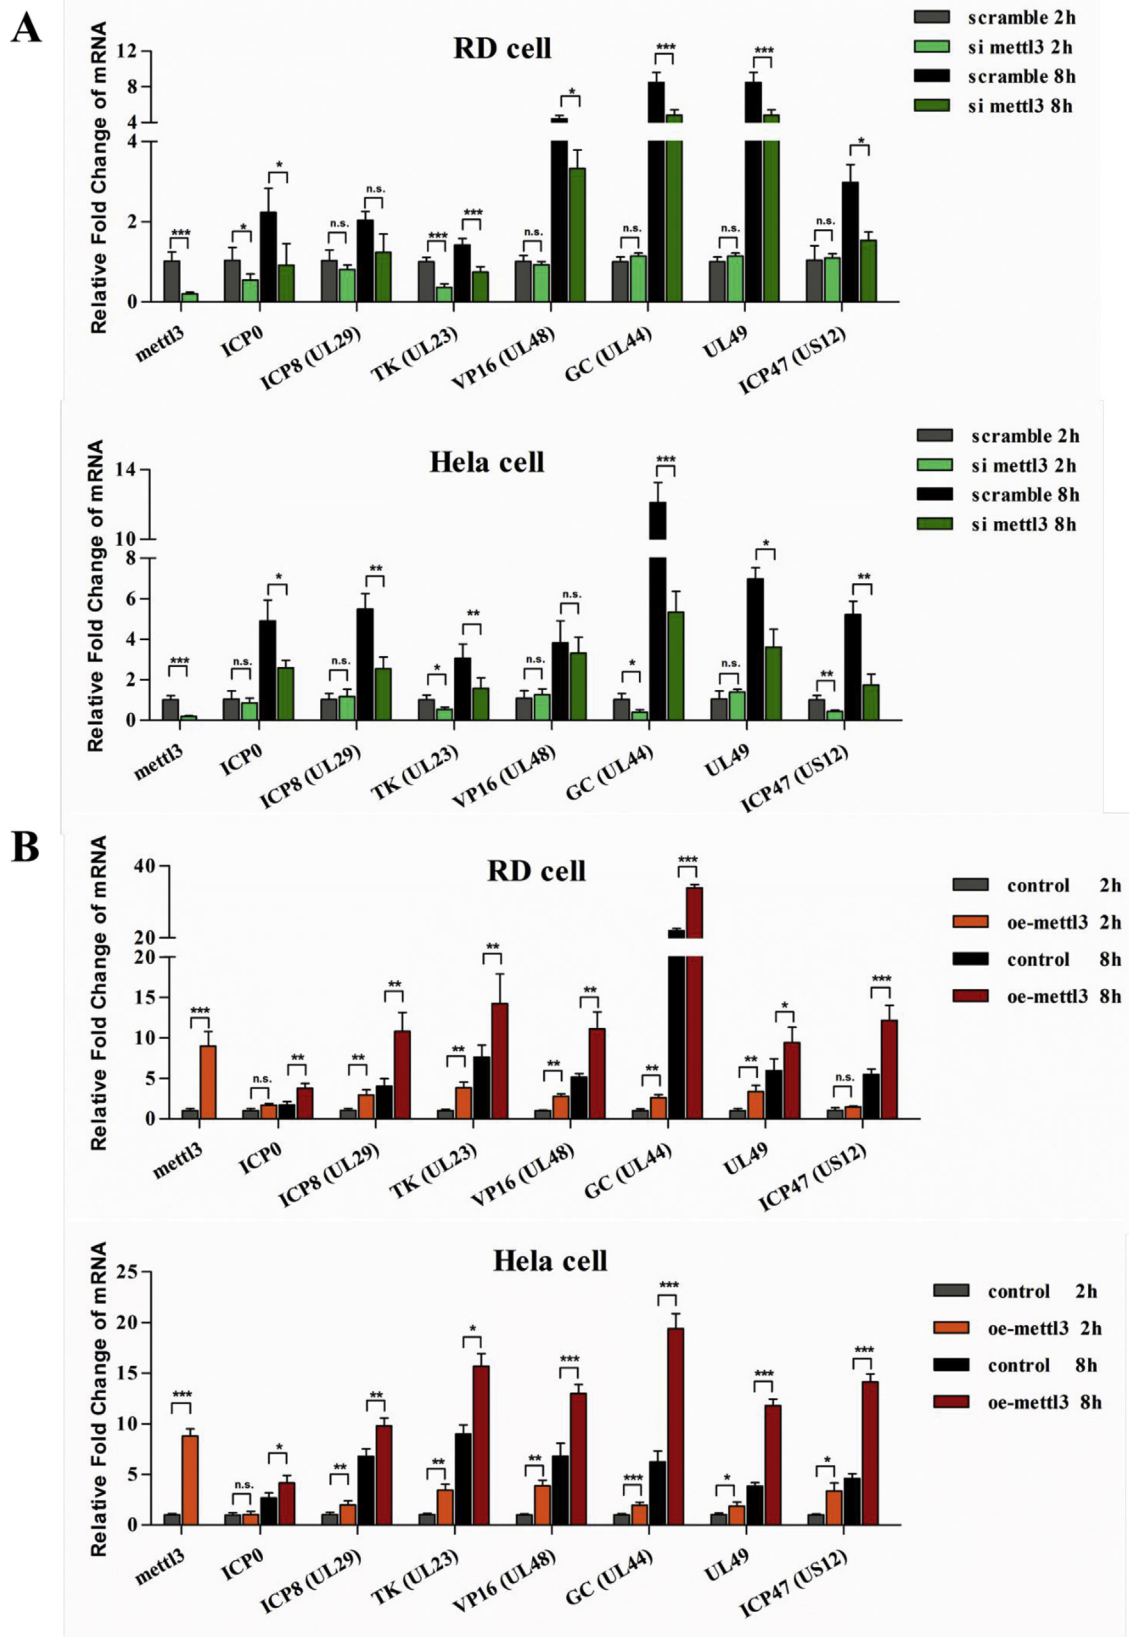 A
RD cell
scramble 2h
si mettl3 2h
scramble 8h
si mettl3 8h
Relative Fold Change of mRNA
12
8
4
4
2
0
*** * * n.s. n.s. *** *** n.s. * n.s. *** n.s. *** n.s. *
mettl3 ICP0 ICP8 (UL29) TK (UL23) VP16 (UL48) GC (UL44) UL49 ICP47 (US12)
Hela cell
scramble 2h
si mettl3 2h
scramble 8h
si mettl3 8h
Relative Fold Change of mRNA
14
10
8
6
4
2
0
*** n.s. * n.s. ** * ** n.s. n.s. * *** n.s. * ** **
mettl3 ICP0 ICP8 (UL29) TK (UL23) VP16 (UL48) GC (UL44) UL49 ICP47 (US12)
B
RD cell
control 2h
oe-mettl3 2h
control 8h
oe-mettl3 8h
Relative Fold Change of mRNA
40
20
20
15
10
5
0
*** n.s. ** ** ** ** ** ** ** ** *** ** * n.s. ***
mettl3 ICP0 ICP8 (UL29) TK (UL23) VP16 (UL48) GC (UL44) UL49 ICP47 (US12)
Hela cell
control 2h
oe-mettl3 2h
control 8h
oe-mettl3 8h
Relative Fold Change of mRNA
25
20
15
10
5
0
*** n.s. * ** ** ** * ** *** *** *** * *** * ***
mettl3 ICP0 ICP8 (UL29) TK (UL23) VP16 (UL48) GC (UL44) UL49 ICP47 (US12)